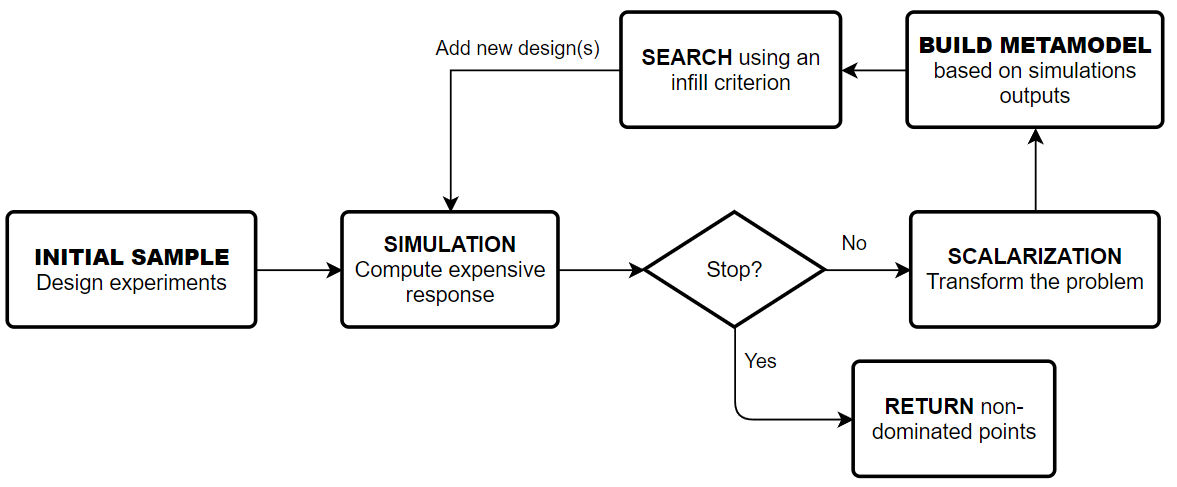 Add new design(s)
SEARCH using an
infill criterion
BUILD METAMODEL
based on simulations
outputs
INITIAL SAMPLE
Design experiments
SIMULATION
Compute expensive
response
Stop?
No
SCALARIZATION
Transform the problem
Yes
RETURN non-
dominated points